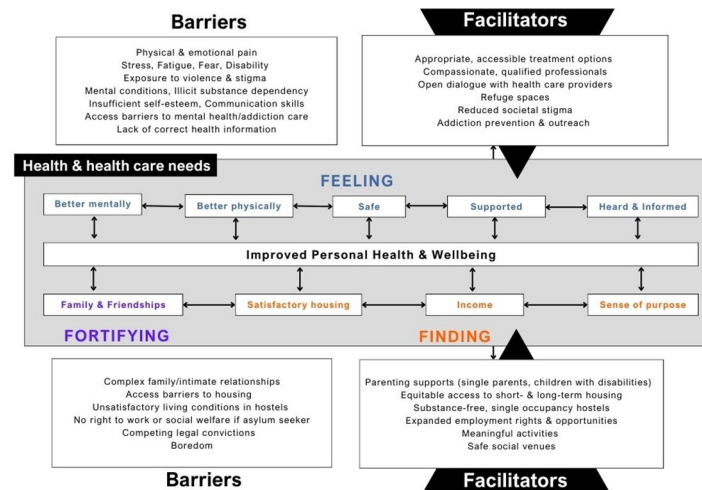 Barriers
Facilitators
Physical & emotional pain
Stress, Fatigue, Fear, Disability
Exposure to violence & stigma
Mental conditions, Illicit substance dependency
Insufficient self-esteem, Communication skills
Access barriers to mental health/addiction care
Lack of correct health information
Appropriate, accessible treatment options
Compassionate, qualified professionals
Open dialogue with health care providers
Refuge spaces
Reduced societal stigma
Addiction prevention & outreach
Health & health care needs
FEELING
Better mentally
Better physically
Safe
Supported
Heard & Informed
Improved Personal Health & Wellbeing
Family & Friendships
Satisfactory housing
Income
Sense of purpose
FORTIFYING
FINDING
Complex family/intimate relationships
Access barriers to housing
Unsatisfactory living conditions in hostels
No right to work or social welfare if asylum seeker
Competing legal convictions
Boredom
Parenting supports (single parents, children with disabilities)
Equitable access to short- & long-term housing
Substance-free, single occupancy hostels
Expanded employment rights & opportunities
Meaningful activities
Safe social venues
Barriers
Facilitators